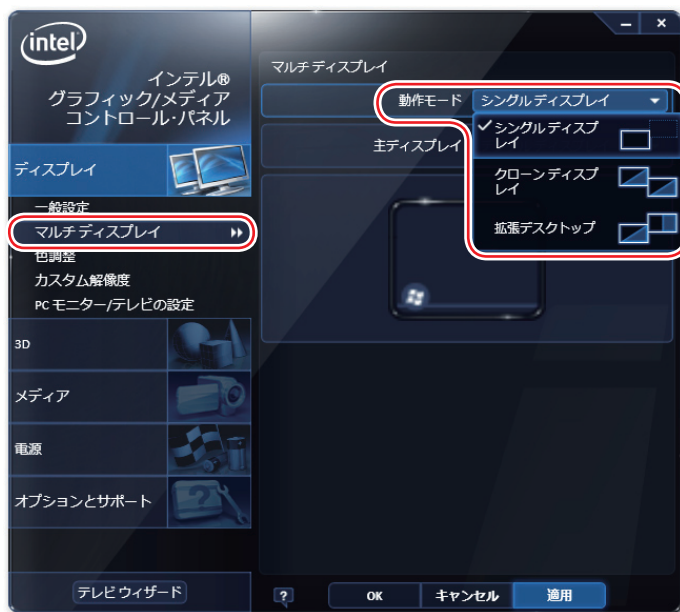 intel
インテル®
グラフィック/メディア
コントロール・パネル
ディスプレイ
一般設定
マルチディスプレイ
色調整
カスタム解像度
PC モニター/テレビの設定
3D
メディア
電源
オプションとサポート
テレビ ウィザード
マルチディスプレイ
動作モード シングルディスプレイ
主ディスプレイ
✓シングルディスプ
レイ
クローンディスプ
レイ
拡張デスクトップ
? OK キャンセル 適用